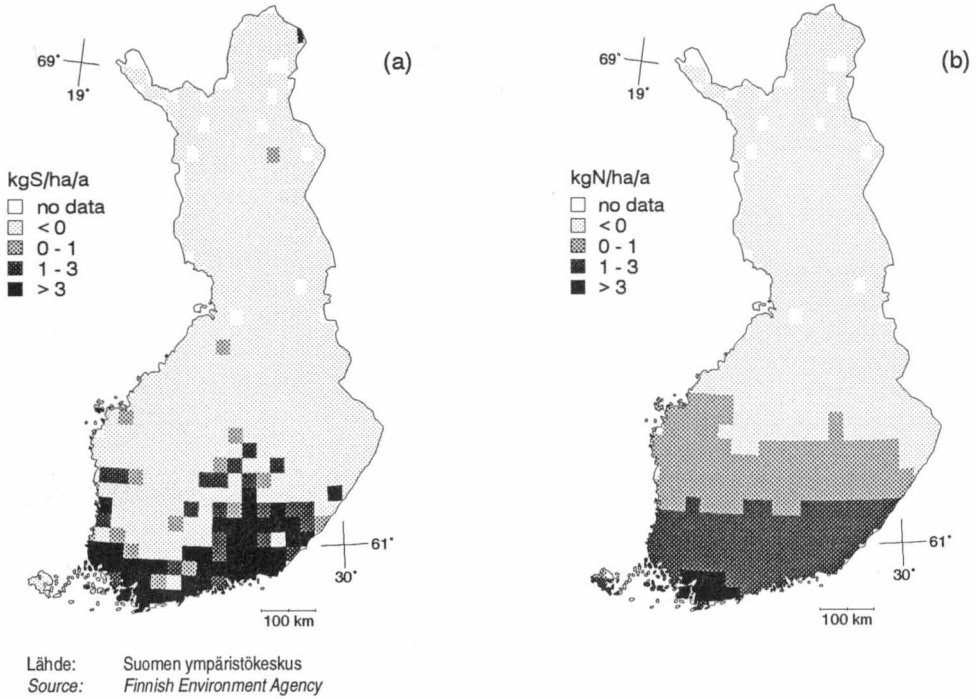 69°
19°
(a)
kgS/ha/a
no data
< 0
0 - 1
1 - 3
> 3
61°
30°
100 km
69°
19°
(b)
kgN/ha/a
no data
< 0
0 - 1
1 - 3
> 3
61°
30°
100 km
Lähde: Suomen ympäristökeskus
Source: Finnish Environment Agency